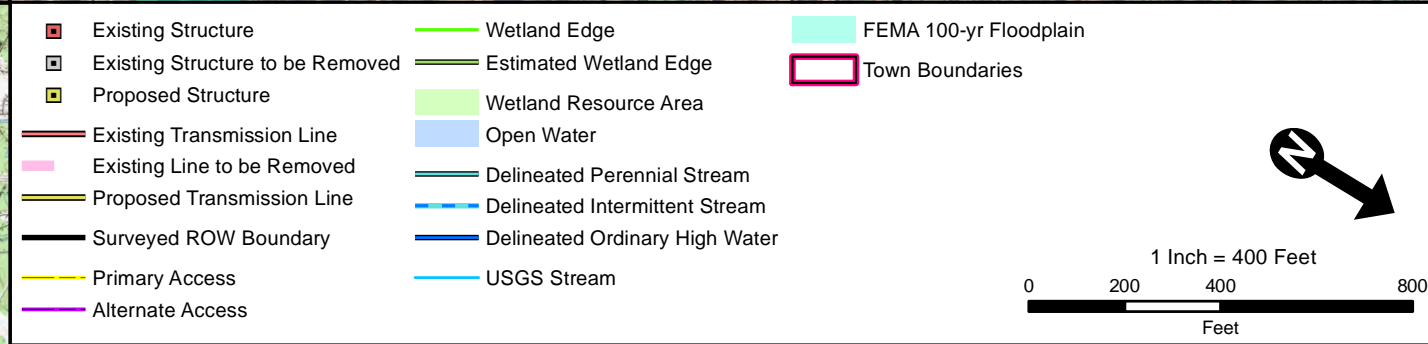 Existing Structure
Existing Structure to be Removed
Proposed Structure
Existing Transmission Line
Existing Line to be Removed
Proposed Transmission Line
Surveyed ROW Boundary
Primary Access
Alternate Access
Wetland Edge
Estimated Wetland Edge
Wetland Resource Area
Open Water
Delineated Perennial Stream
Delineated Intermittent Stream
Delineated Ordinary High Water
USGS Stream
FEMA 100-yr Floodplain
Town Boundaries
N
1 Inch = 400 Feet
0 200 400 800
Feet